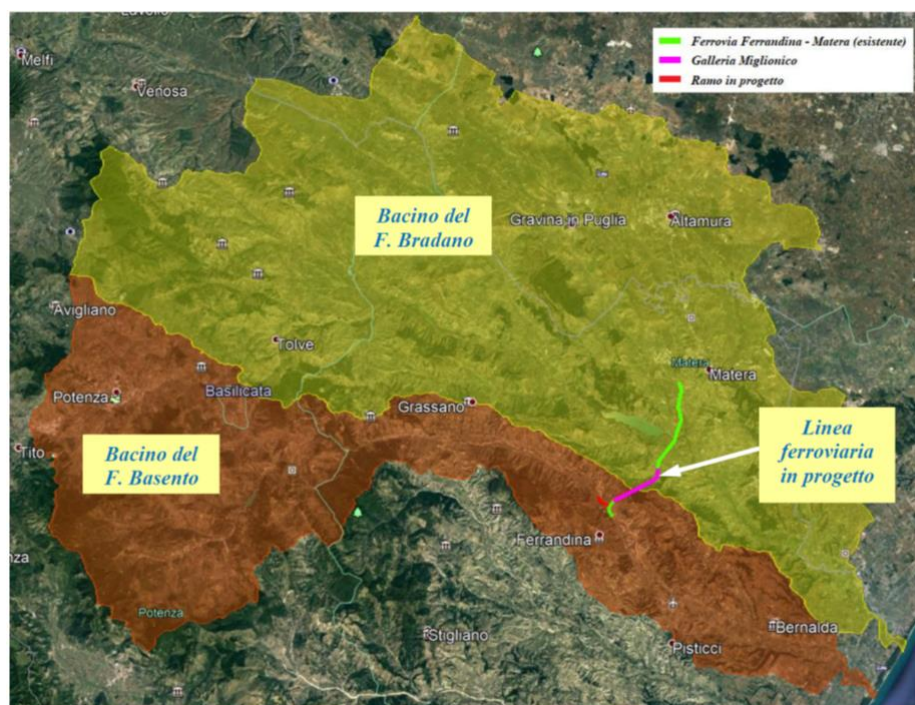 Lavello
Melfi
Venosa
Ferrovia Ferrandina - Matera (esistente)
Galleria Miglionico
Ramo in progetto
Bacino del
F. Bradano
Gravina in Puglia
Altamura
Avigliano
Tolve
Matera
Matera
Potenza
Basilicata
Grassano
Tito
Bacino del
F. Basento
Linea
ferroviaria
in progetto
Ferrandina
nza
Potenza
Stigliano
Bernalda
Pisticci